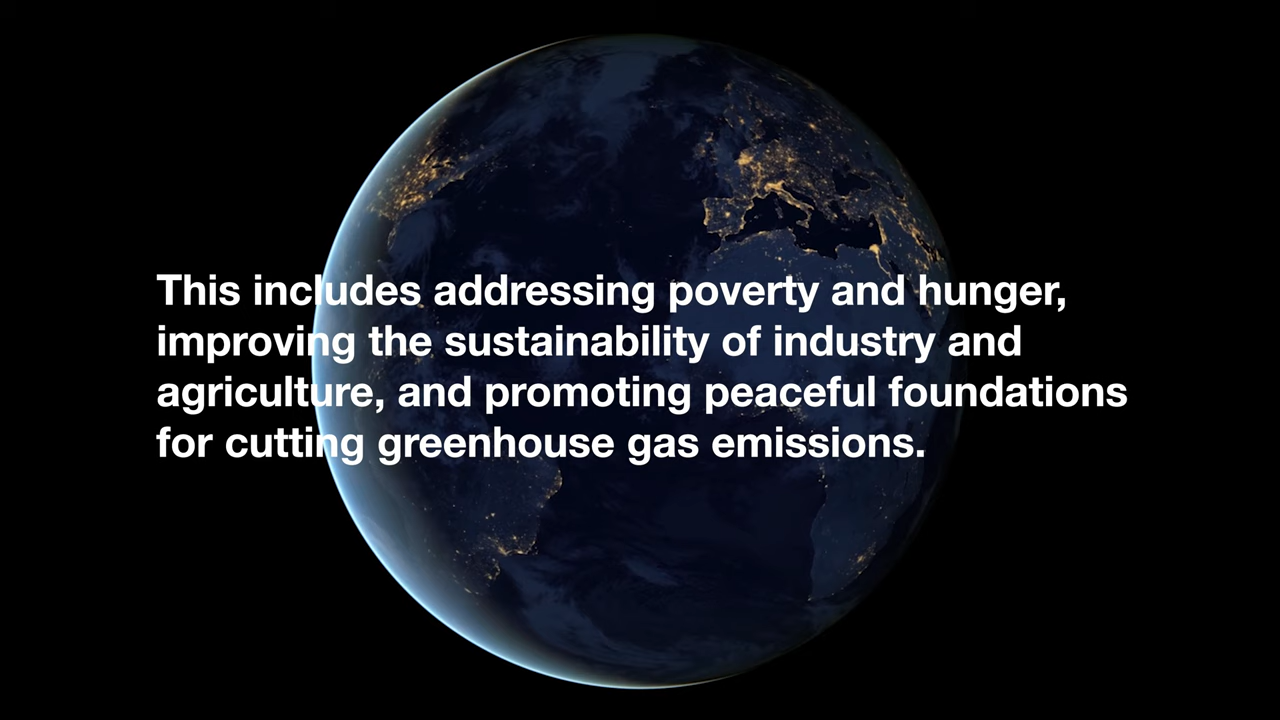 This includes addressing poverty and hunger,
improving the sustainability of industry and
agriculture, and promoting peaceful foundations
for cutting greenhouse gas emissions.